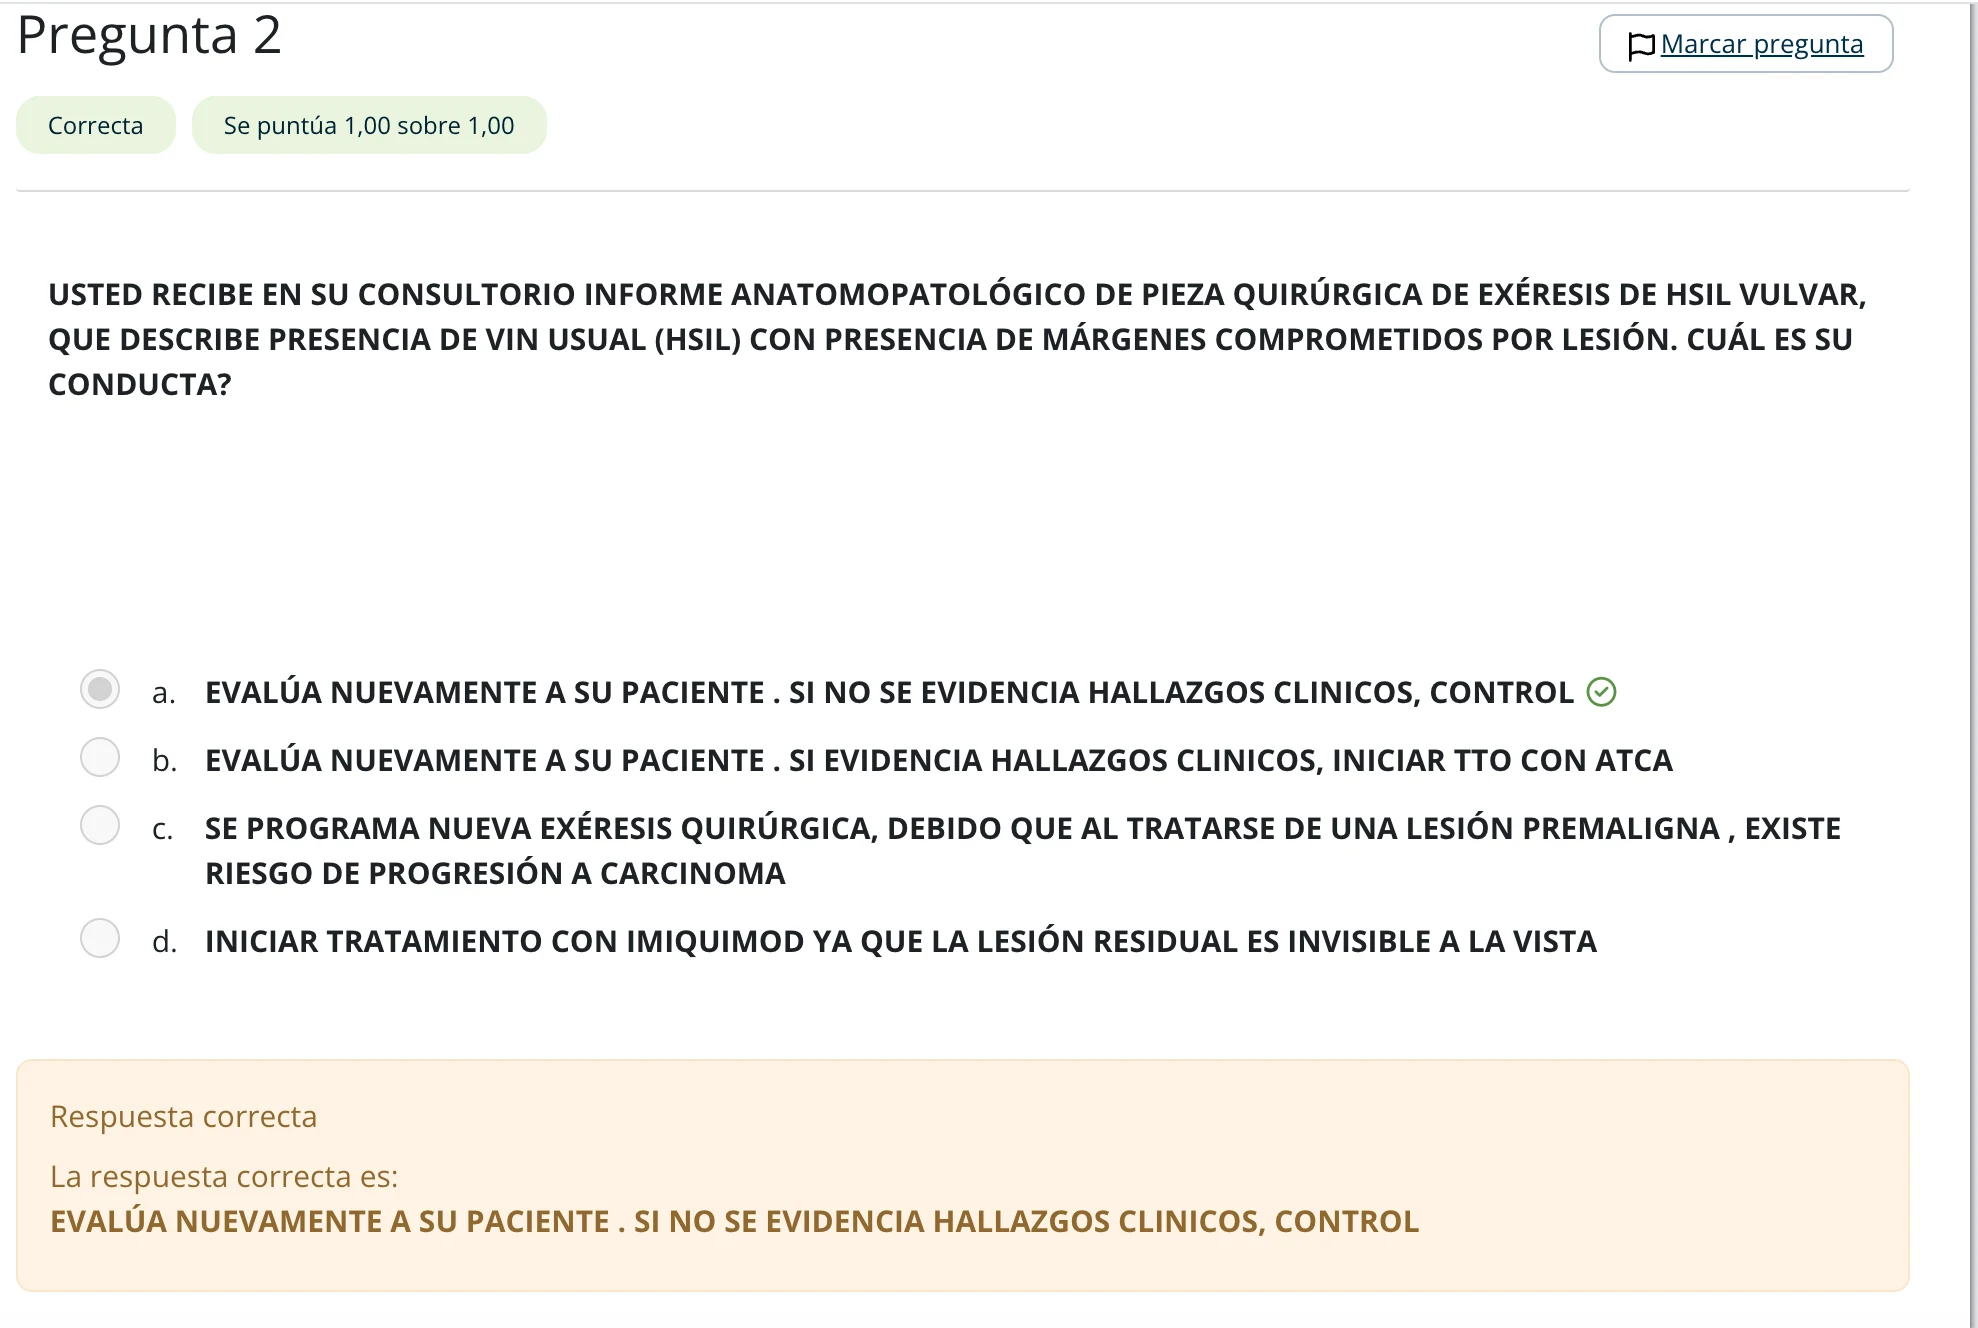 Pregunta 2
Marcar pregunta
Correcta
Se puntúa 1,00 sobre 1,00
USTED RECIBE EN SU CONSULTORIO INFORME ANATOMOPATOLÓGICO DE PIEZA QUIRÚRGICA DE EXÉRESIS DE HSIL VULVAR,
QUE DESCRIBE PRESENCIA DE VIN USUAL (HSIL) CON PRESENCIA DE MÁRGENES COMPROMETIDOS POR LESIÓN. CUÁL ES SU
CONDUCTA?
a. EVALÚA NUEVAMENTE A SU PACIENTE . SI NO SE EVIDENCIA HALLAZGOS CLINICOS, CONTROL
b. EVALÚA NUEVAMENTE A SU PACIENTE . SI EVIDENCIA HALLAZGOS CLINICOS, INICIAR TTO CON ATCA
c. SE PROGRAMA NUEVA EXÉRESIS QUIRÚRGICA, DEBIDO QUE AL TRATARSE DE UNA LESIÓN PREMALIGNA , EXISTE
RIESGO DE PROGRESIÓN A CARCINOMA
d. INICIAR TRATAMIENTO CON IMIQUIMOD YA QUE LA LESIÓN RESIDUAL ES INVISIBLE A LA VISTA
Respuesta correcta
La respuesta correcta es:
EVALÚA NUEVAMENTE A SU PACIENTE . SI NO SE EVIDENCIA HALLAZGOS CLINICOS, CONTROL